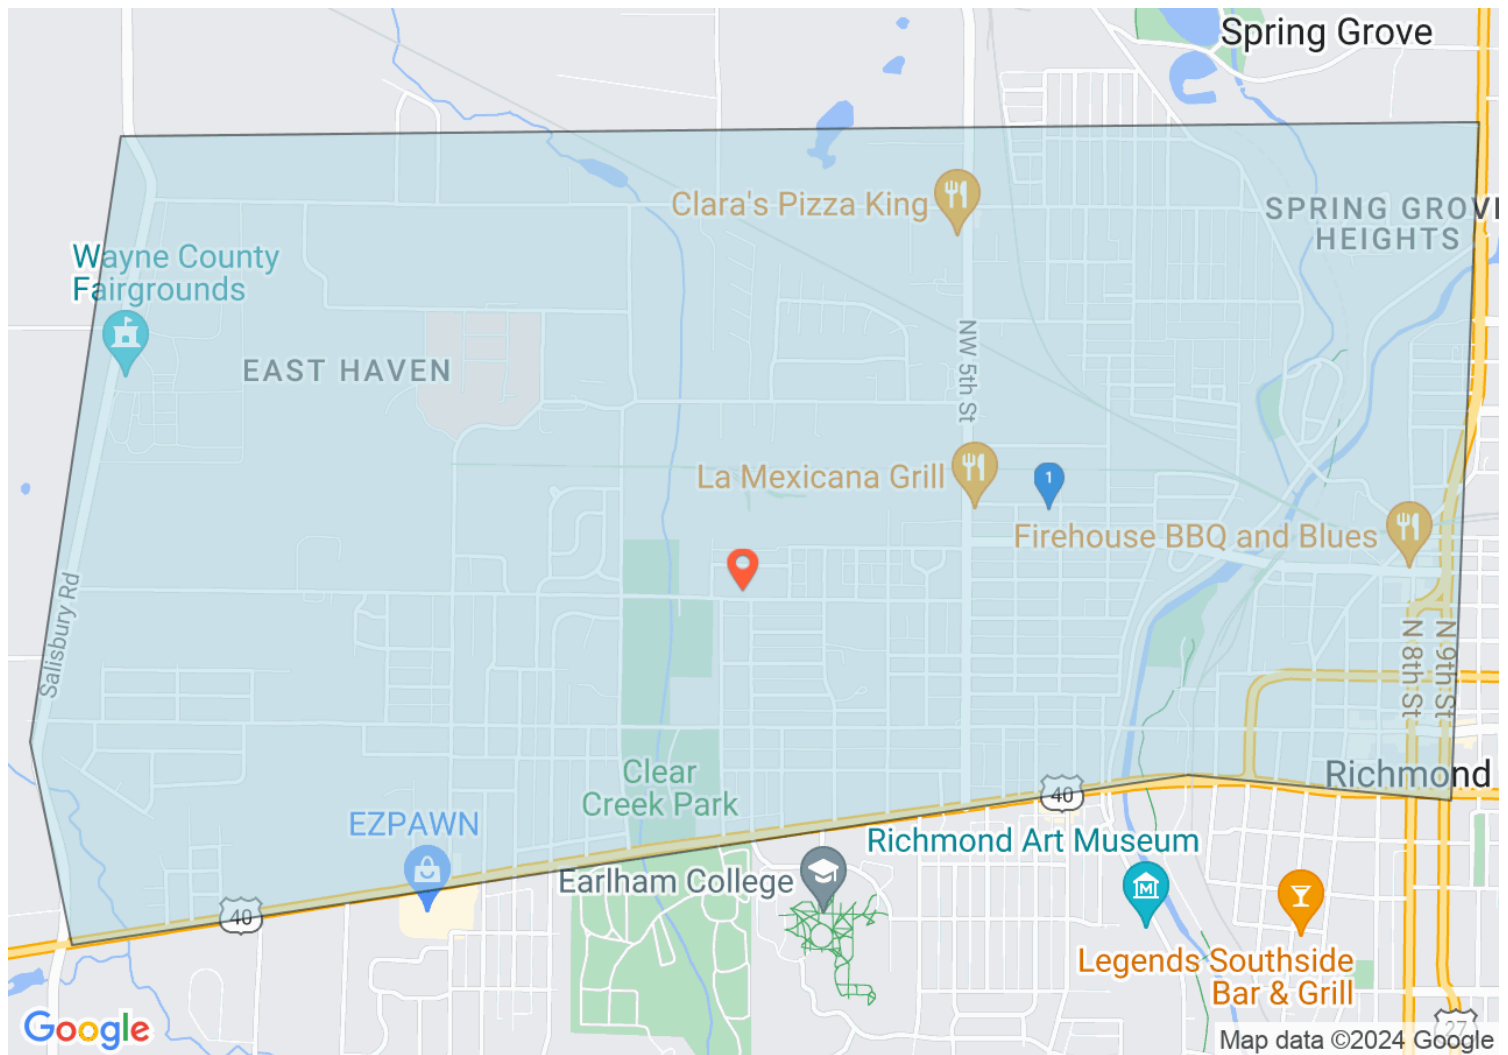 Spring Grove
Clara's Pizza King
SPRING GROVE
HEIGHTS
Wayne County
Fairgrounds
EAST HAVEN
NW 5th St
La Mexicana Grill
1
Firehouse BBQ and Blues
Salisbury Rd
N 8th St
N 9th St
Clear
Creek Park
Richmond
40
EZPAWN
Richmond Art Museum
Earlham College
40
Legends Southside
Bar & Grill
Google
27
Map data ©2024 Google